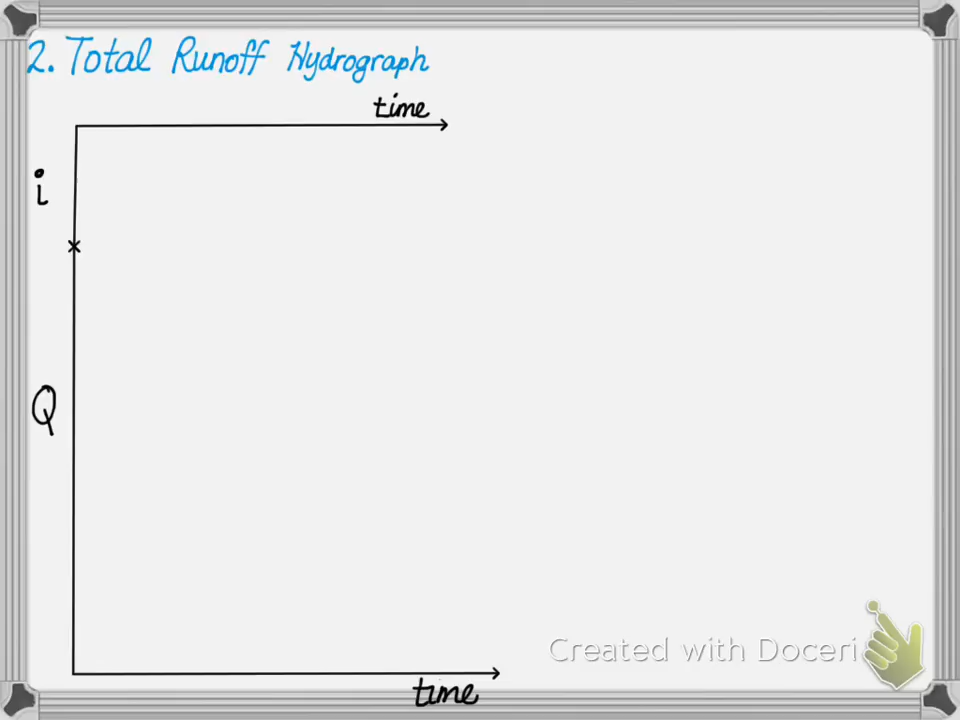 2. Total Runoff Hydrograph
time
i
Q
Created with Doceri
time